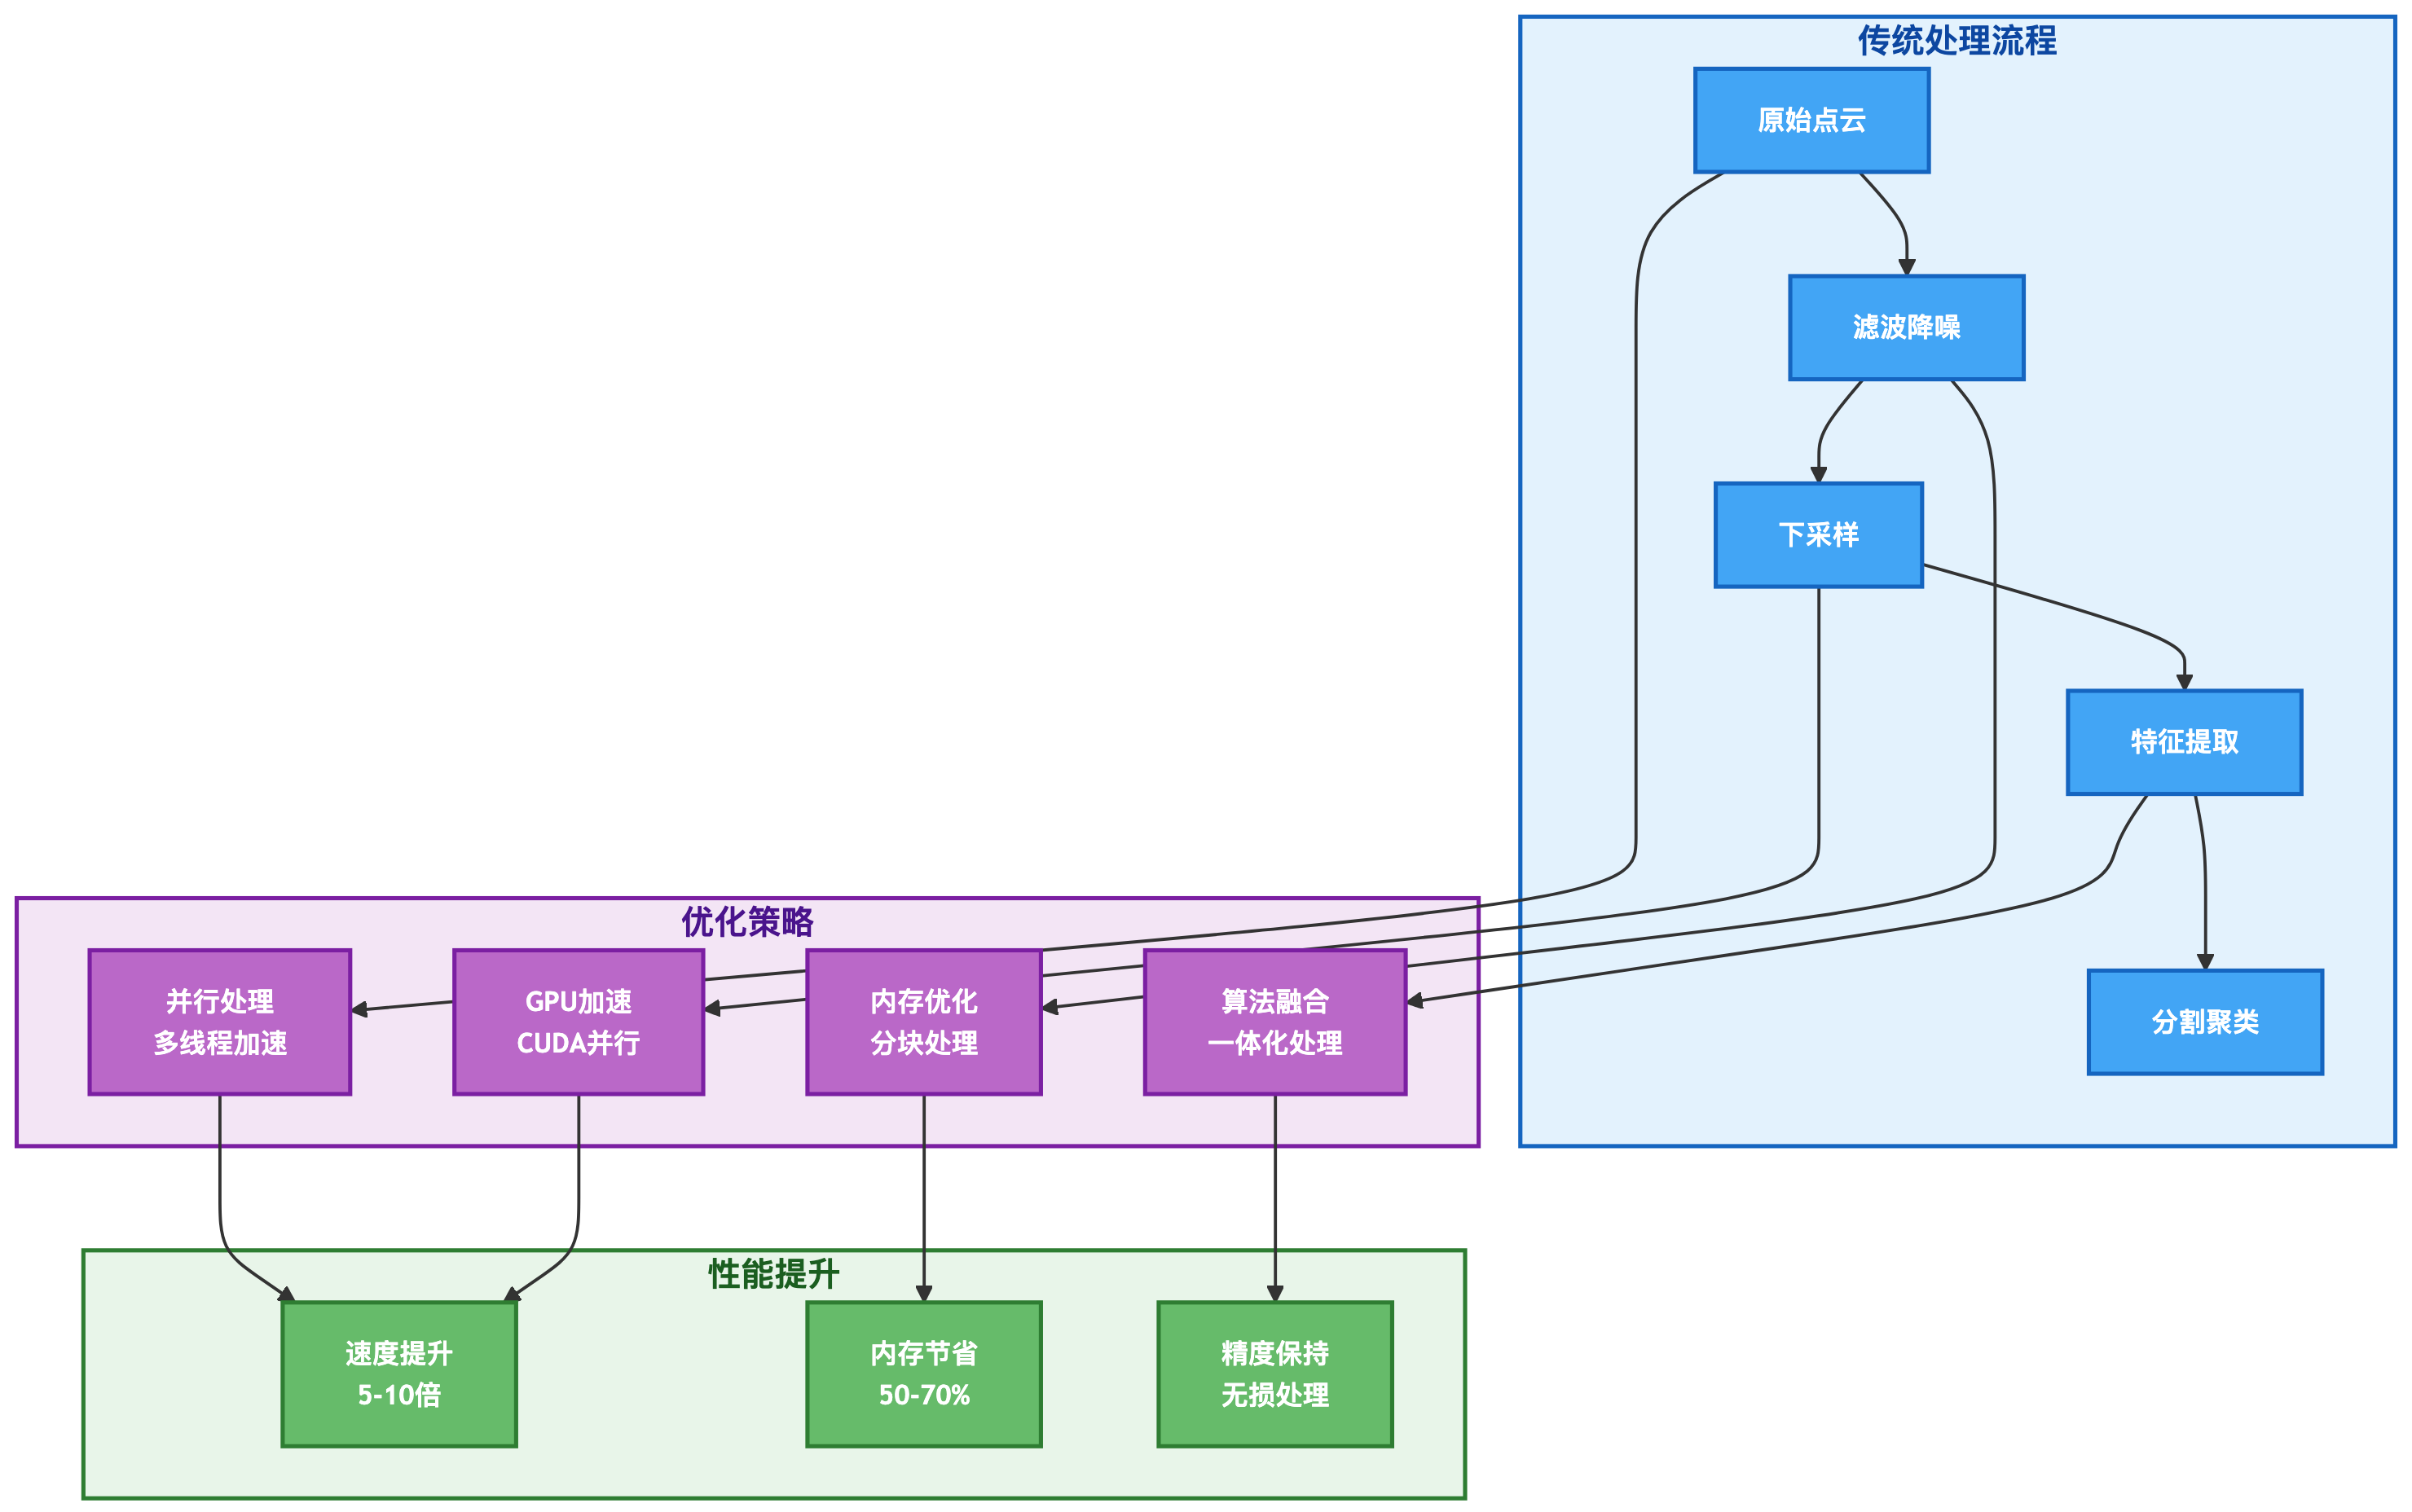 传统处理流程
原始点云
滤波降噪
下采样
特征提取
分割聚类
优化策略
并行处理
多线程加速
GPU加速
CUDA并行
内存优化
分块处理
算法融合
一体化处理
性能提升
速度提升
5-10倍
内存节省
50-70%
精度保持
无损处理